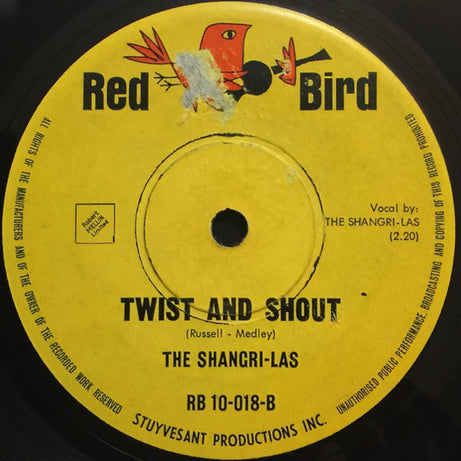 Red Bird
ALL RIGHTS OF THE MANUFACTURERS AND OF THE OWNER OF THE RECORDED WORK RESERVED
UNAUTHORISED PUBLIC PERFORMANCE, BROADCASTING AND COPYING OF THIS RECORD PROHIBITED
Robert
MELLIN
Limited
Vocal by:
THE SHANGRI-LAS
(2.20)
TWIST AND SHOUT
(Russell - Medley)
THE SHANGRI-LAS
RB 10-018-B
STUYVESANT PRODUCTIONS INC.